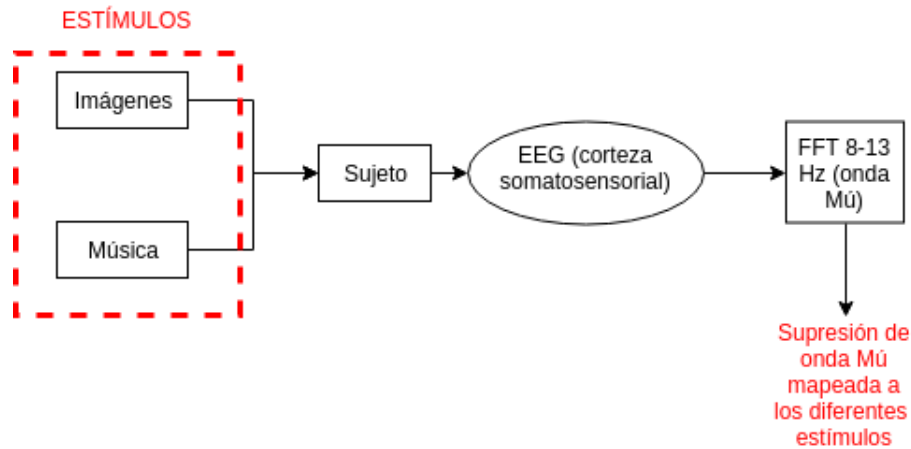 ESTÍMULOS
Imágenes
Música
Sujeto
EEG (corteza
somatosensorial)
FFT 8-13
Hz (onda
Mú)
Supresión de
onda Mú
mapeada a
los diferentes
estímulos